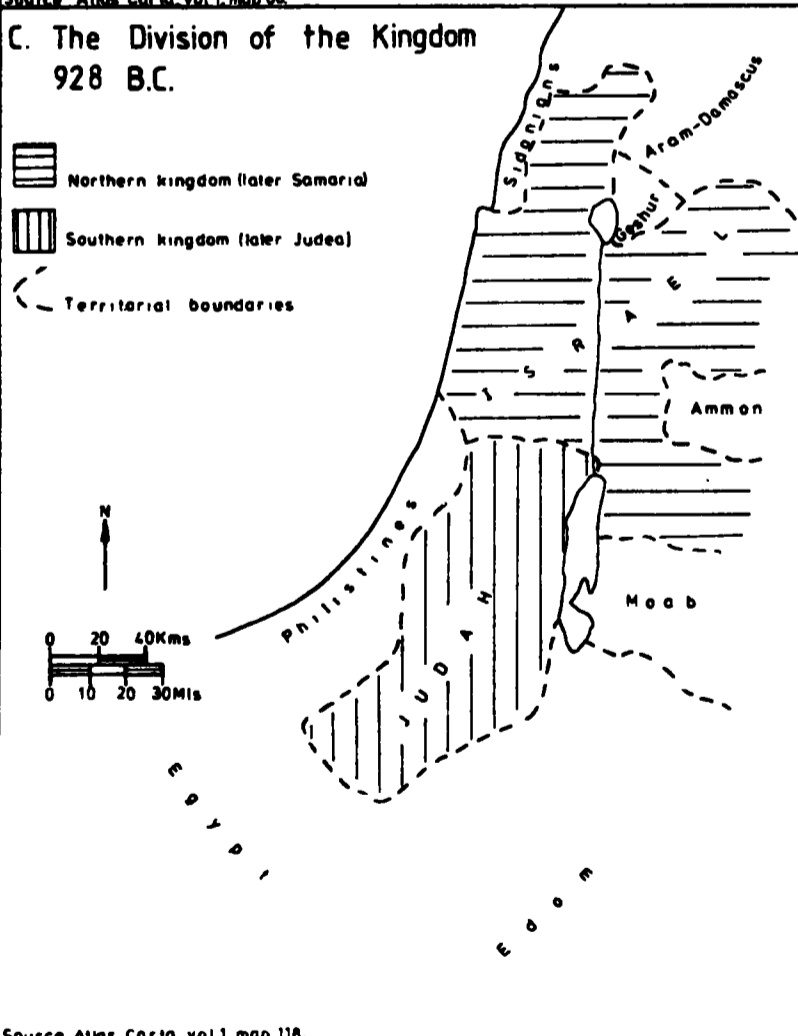 C. The Division of the Kingdom
928 B.C.
Northern kingdom (later Samaria)
Southern kingdom (later Judea)
Territorial boundaries
Sidonians
Aram-Damascus
Geshur
ISRAEL
Ammon
N
Philistines
JUDAH
Moab
0 20 40Kms
0 10 20 30Mls
Egypt
Edom
Source Atlas Carta vol 1 map 118